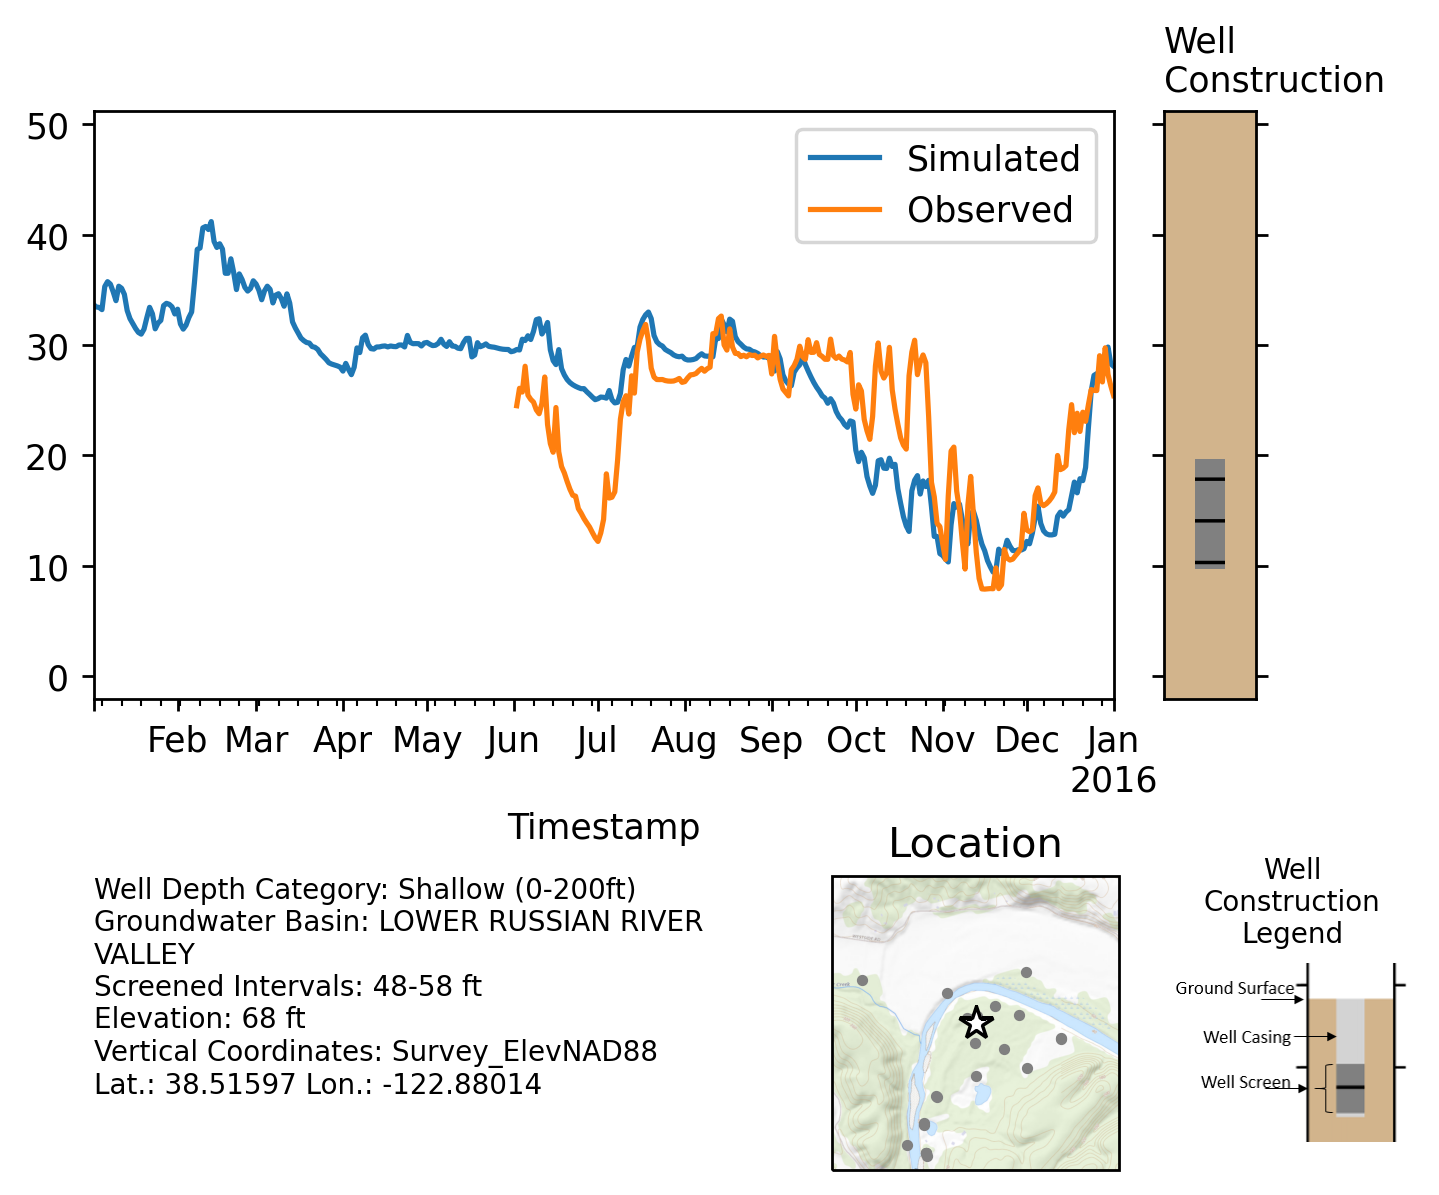 Well
Construction
50
40
30
20
10
0
Simulated
Observed
Feb Mar Apr May Jun Jul Aug Sep Oct Nov Dec Jan
2016
Timestamp
Well Depth Category: Shallow (0-200ft)
Groundwater Basin: LOWER RUSSIAN RIVER
VALLEY
Screened Intervals: 48-58 ft
Elevation: 68 ft
Vertical Coordinates: Survey_ElevNAD88
Lat.: 38.51597 Lon.: -122.88014
Location
Well
Construction
Legend
Ground Surface
Well Casing
Well Screen